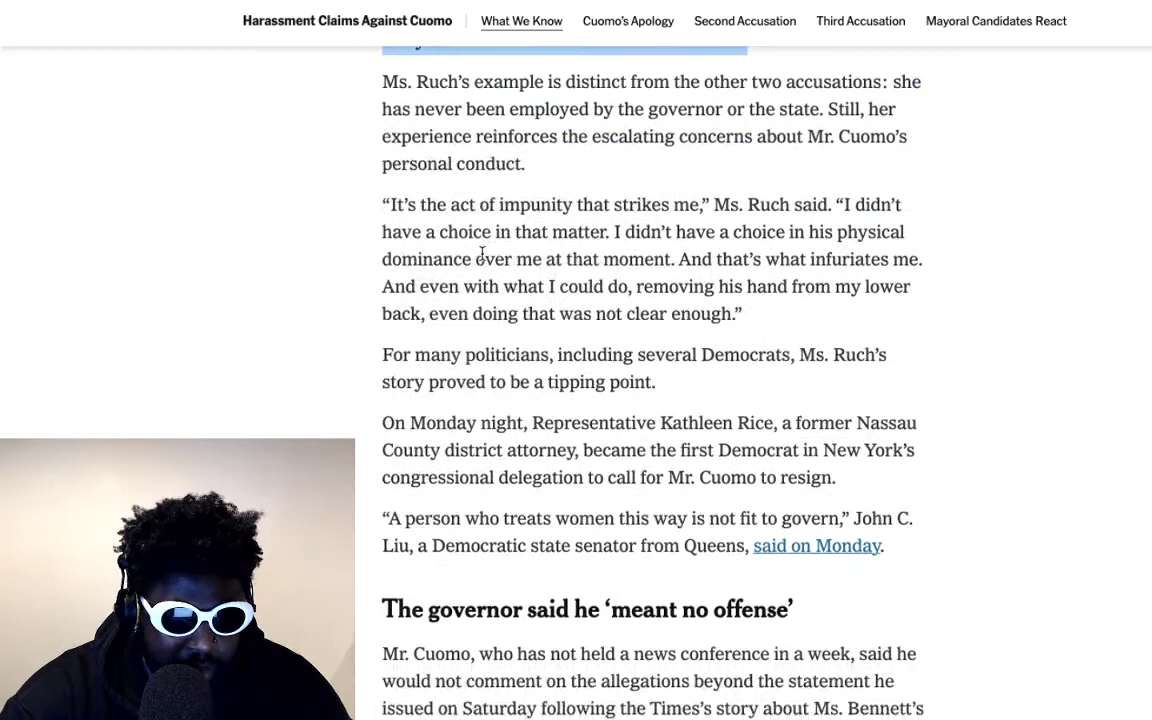 Harassment Claims Against Cuomo What We Know Cuomo’s Apology Second Accusation Third Accusation Mayoral Candidates React
Ms. Ruch’s example is distinct from the other two accusations: she
has never been employed by the governor or the state. Still, her
experience reinforces the escalating concerns about Mr. Cuomo’s
personal conduct.
“It’s the act of impunity that strikes me,” Ms. Ruch said. “I didn’t
have a choice in that matter. I didn’t have a choice in his physical
dominance over me at that moment. And that’s what infuriates me.
And even with what I could do, removing his hand from my lower
back, even doing that was not clear enough.”
For many politicians, including several Democrats, Ms. Ruch’s
story proved to be a tipping point.
On Monday night, Representative Kathleen Rice, a former Nassau
County district attorney, became the first Democrat in New York’s
congressional delegation to call for Mr. Cuomo to resign.
“A person who treats women this way is not fit to govern,” John C.
Liu, a Democratic state senator from Queens, said on Monday.
The governor said he ‘meant no offense’
Mr. Cuomo, who has not held a news conference in a week, said he
would not comment on the allegations beyond the statement he
issued on Saturday following the Times’s story about Ms. Bennett’s